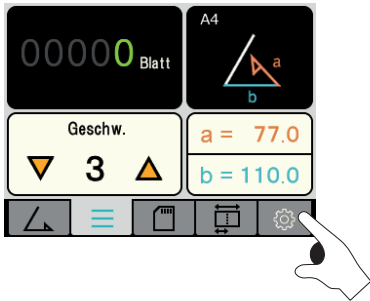 00000 Blatt
A4
a
b
Geschw.
3
a = 77.0
b = 110.0